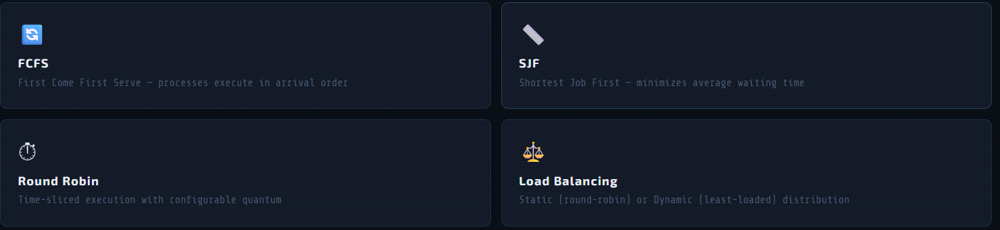 FCFS
First Come First Serve — processes execute in arrival order
SJF
Shortest Job First — minimizes average waiting time
Round Robin
Time-sliced execution with configurable quantum
Load Balancing
Static (round-robin) or Dynamic (least-loaded) distribution